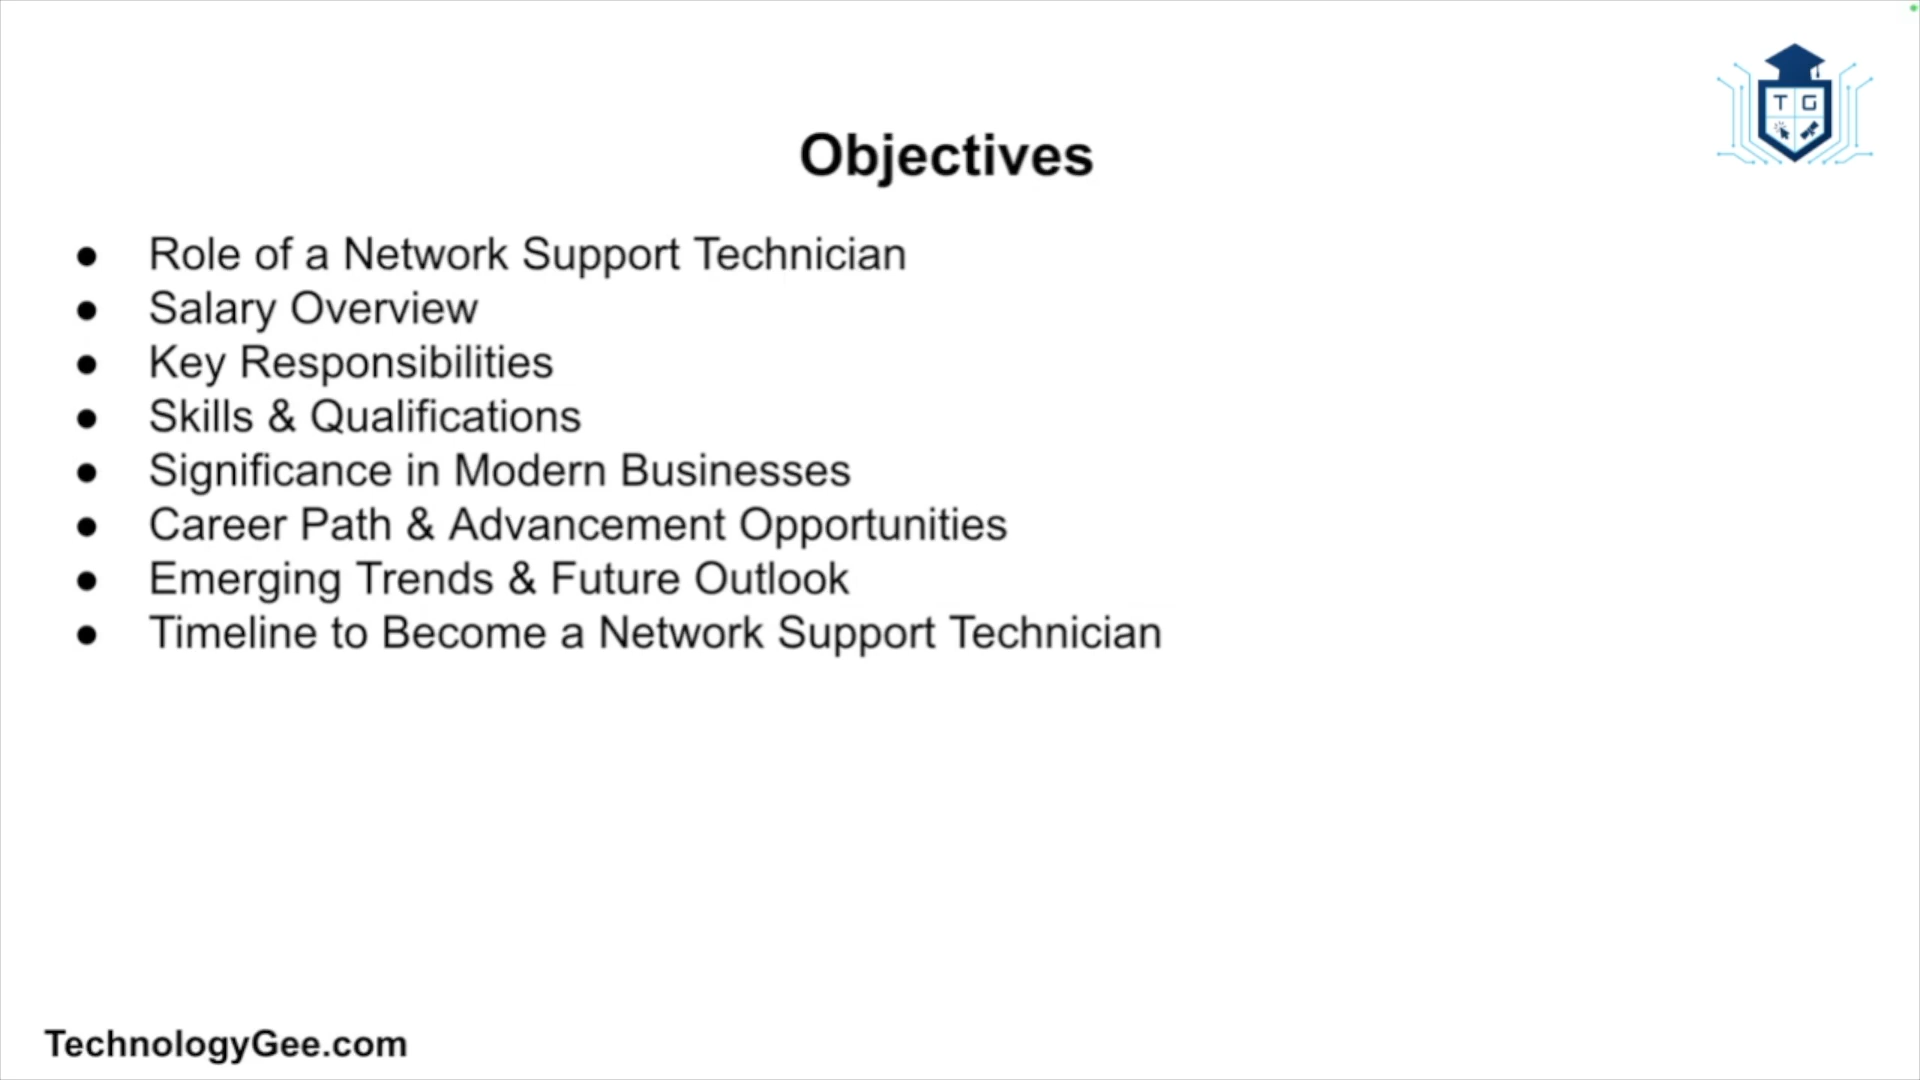 T G
Objectives
● Role of a Network Support Technician
● Salary Overview
● Key Responsibilities
● Skills & Qualifications
● Significance in Modern Businesses
● Career Path & Advancement Opportunities
● Emerging Trends & Future Outlook
● Timeline to Become a Network Support Technician
TechnologyGee.com